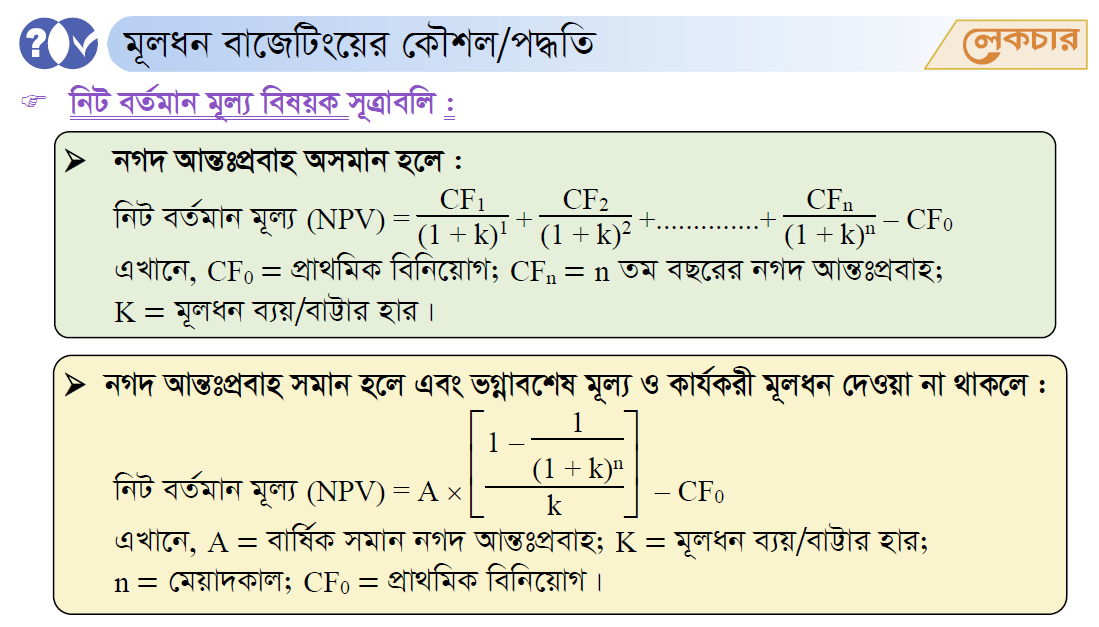 মূলধন বাজেটিংয়ের কৌশল/পদ্ধতি
লেকচার
☞ নিট বর্তমান মূল্য বিষয়ক সূত্রাবলি :
➢ নগদ আন্তঃপ্রবাহ অসমান হলে :
নিট বর্তমান মূল্য (NPV) = CF₁/(1 + k)¹ + CF₂/(1 + k)² +..............+ CFₙ/(1 + k)ⁿ – CF₀
এখানে, CF₀ = প্রাথমিক বিনিয়োগ; CFₙ = n তম বছরের নগদ আন্তঃপ্রবাহ;
K = মূলধন ব্যয়/বাট্টার হার।
➢ নগদ আন্তঃপ্রবাহ সমান হলে এবং ভগ্নাবশেষ মূল্য ও কার্যকরী মূলধন দেওয়া না থাকলে :
নিট বর্তমান মূল্য (NPV) = A × [(1 – 1/(1 + k)ⁿ)/k] – CF₀
এখানে, A = বার্ষিক সমান নগদ আন্তঃপ্রবাহ; K = মূলধন ব্যয়/বাট্টার হার;
n = মেয়াদকাল; CF₀ = প্রাথমিক বিনিয়োগ।